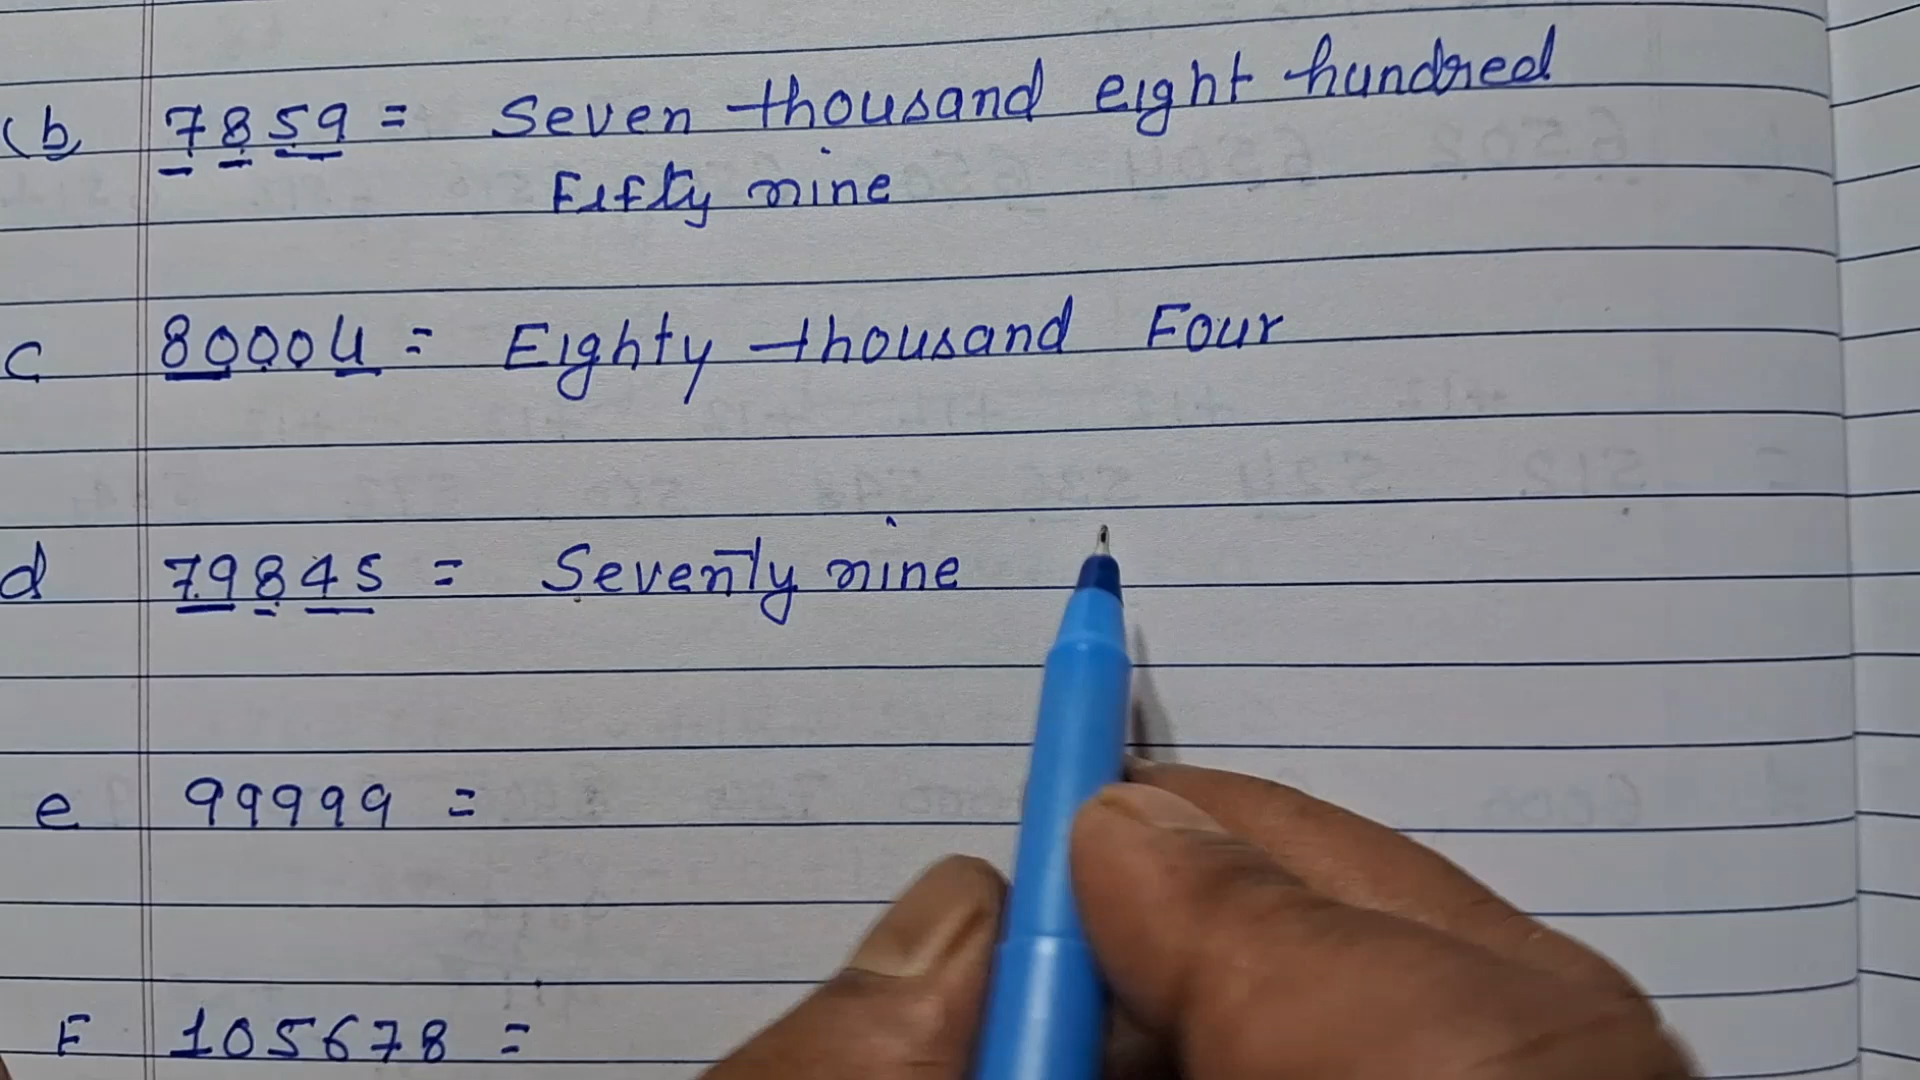 (b 7859 = Seven thousand eight hundred
Fifty nine
c 80004 = Eighty thousand Four
d 79845 = Seventy nine
e 99999 =
F 105678 =